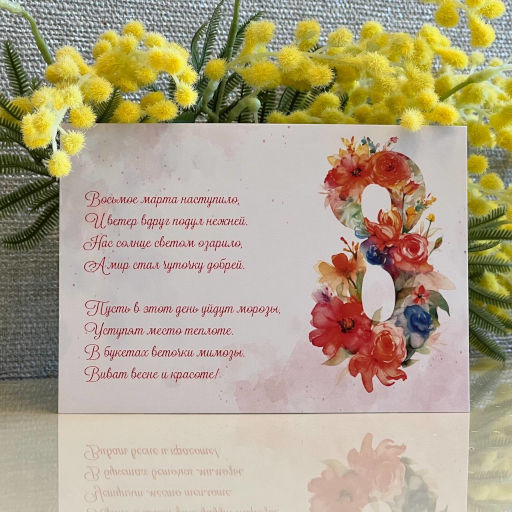 Восьмое марта наступило,
И ветер вдруг подул нежней.
Нас солнце светом озарило,
А мир стал чуточку добрей.
Пусть в этот день уйдут морозы,
Уступят место теплоте.
В букетах веточки мимозы.
Виват весне и красоте!
8